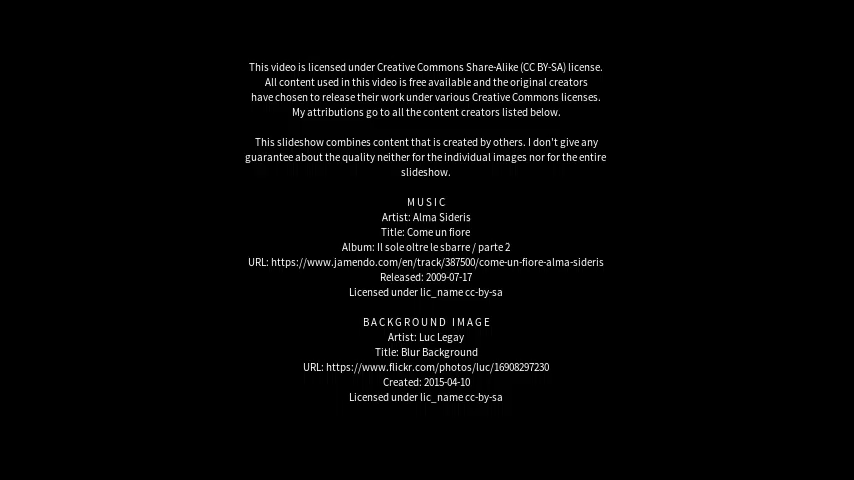 This video is licensed under Creative Commons Share-Alike (CC BY-SA) license.
All content used in this video is free available and the original creators
have chosen to release their work under various Creative Commons licenses.
My attributions go to all the content creators listed below.
This slideshow combines content that is created by others. I don't give any
guarantee about the quality neither for the individual images nor for the entire
slideshow.
MUSIC
Artist: Alma Sideris
Title: Come un fiore
Album: Il sole oltre le sbarre / parte 2
URL: https://www.jamendo.com/en/track/387500/come-un-fiore-alma-sideris
Released: 2009-07-17
Licensed under lic_name cc-by-sa
BACKGROUND IMAGE
Artist: Luc Legay
Title: Blur Background
URL: https://www.flickr.com/photos/luc/16908297230
Created: 2015-04-10
Licensed under lic_name cc-by-sa